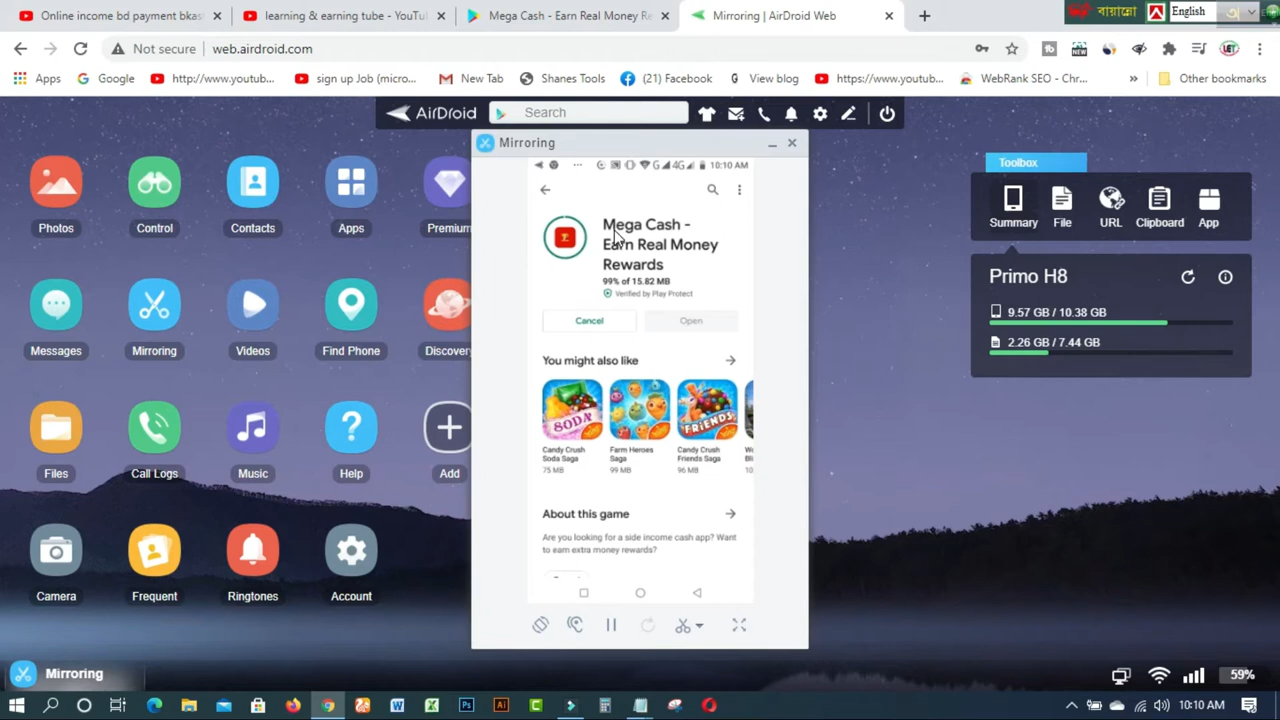 Online income bd payment bkas
learning & earning tech - YouTu
Mega Cash - Earn Real Money R
Mirroring | AirDroid Web
English
অ
Not secure
web.airdroid.com
Apps
Google
http://www.youtub...
sign up Job (micro...
New Tab
Shanes Tools
(21) Facebook
View blog
https://www.youtu...
WebRank SEO - Chr...
»
Other bookmarks
AirDroid
Search
Mirroring
G
4G
10:10 AM
Mega Cash -
Earn Real Money
Rewards
99% of 15.82 MB
Verified by Play Protect
Cancel
Open
You might also like
SODA
FRIENDS
Candy Crush
Soda Saga
75 MB
Farm Heroes
Saga
99 MB
Candy Crush
Friends Saga
96 MB
About this game
Are you looking for a side income cash app? Want
to earn extra money rewards?
Photos
Control
Contacts
Apps
Premium
Messages
Mirroring
Videos
Find Phone
Discovery
Files
Call Logs
Music
Help
Add
Camera
Frequent
Ringtones
Account
Toolbox
Summary
File
URL
Clipboard
App
Primo H8
9.57 GB / 10.38 GB
2.26 GB / 7.44 GB
Mirroring
59%
10:10 AM